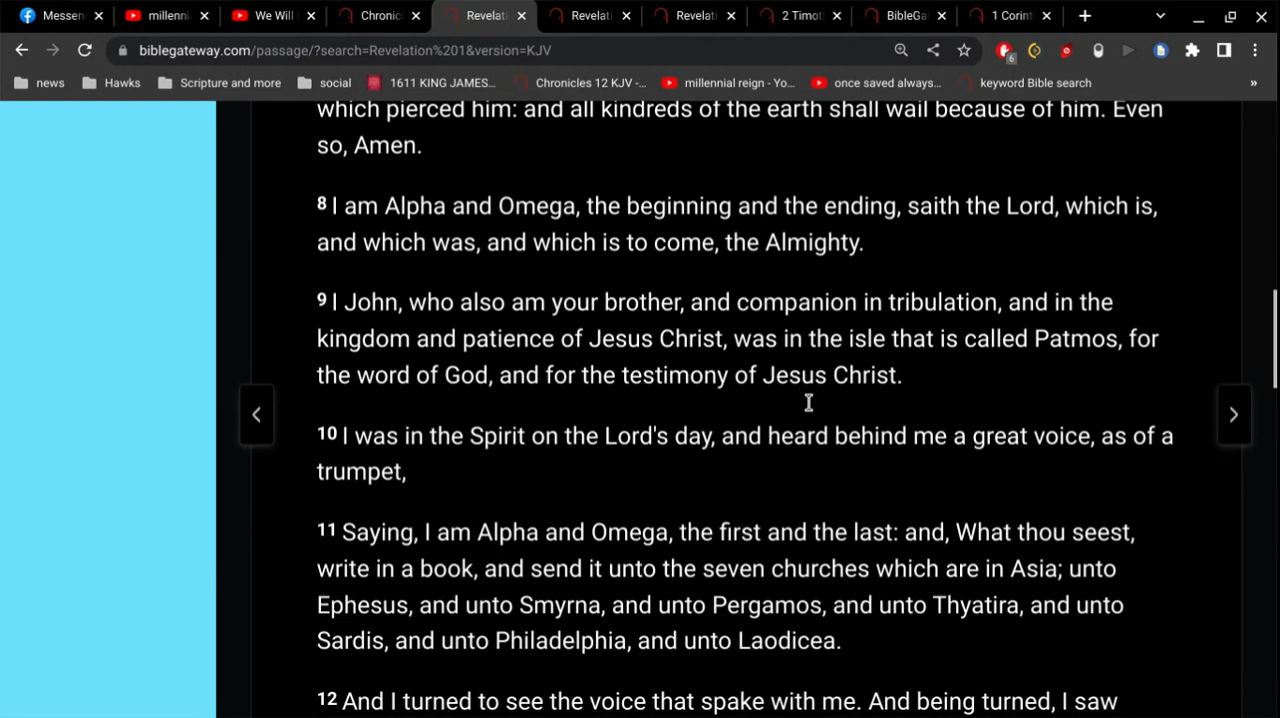 Messen
millenni
We Will
Chronic
Revelati
Revelati
Revelati
2 Timoti
BibleGa
1 Corint
biblegateway.com/passage/?search=Revelation%201&version=KJV
6
news
Hawks
Scripture and more
social
1611 KING JAMES...
Chronicles 12 KJV -...
millennial reign - Yo...
once saved always...
keyword Bible search
»
which pierced him: and all kindreds of the earth shall wail because of him. Even
so, Amen.
8 I am Alpha and Omega, the beginning and the ending, saith the Lord, which is,
and which was, and which is to come, the Almighty.
9 I John, who also am your brother, and companion in tribulation, and in the
kingdom and patience of Jesus Christ, was in the isle that is called Patmos, for
the word of God, and for the testimony of Jesus Christ.
10 I was in the Spirit on the Lord's day, and heard behind me a great voice, as of a
trumpet,
11 Saying, I am Alpha and Omega, the first and the last: and, What thou seest,
write in a book, and send it unto the seven churches which are in Asia; unto
Ephesus, and unto Smyrna, and unto Pergamos, and unto Thyatira, and unto
Sardis, and unto Philadelphia, and unto Laodicea.
12 And I turned to see the voice that spake with me. And being turned, I saw